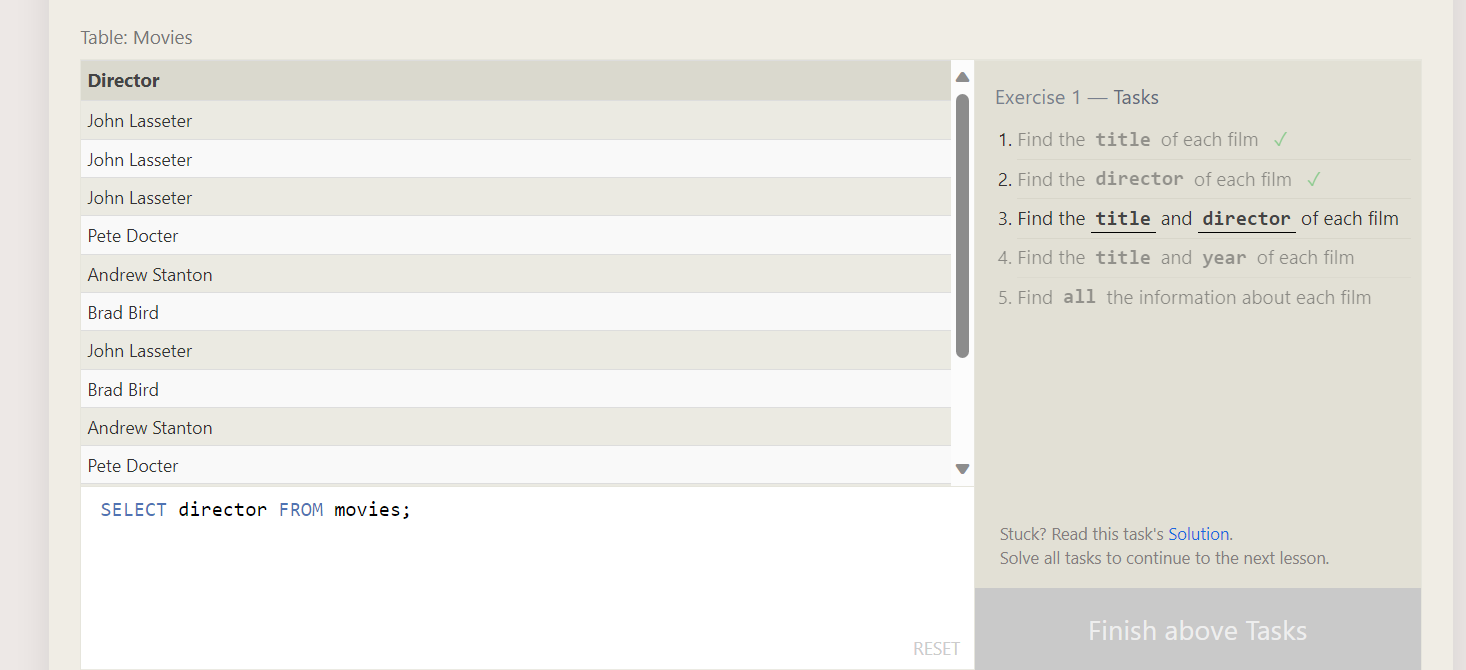 Table: Movies
Director
John Lasseter
John Lasseter
John Lasseter
Pete Docter
Andrew Stanton
Brad Bird
John Lasseter
Brad Bird
Andrew Stanton
Pete Docter
SELECT director FROM movies;
RESET
Exercise 1 — Tasks
1. Find the title of each film ✓
2. Find the director of each film ✓
3. Find the title and director of each film
4. Find the title and year of each film
5. Find all the information about each film
Stuck? Read this task's Solution.
Solve all tasks to continue to the next lesson.
Finish above Tasks